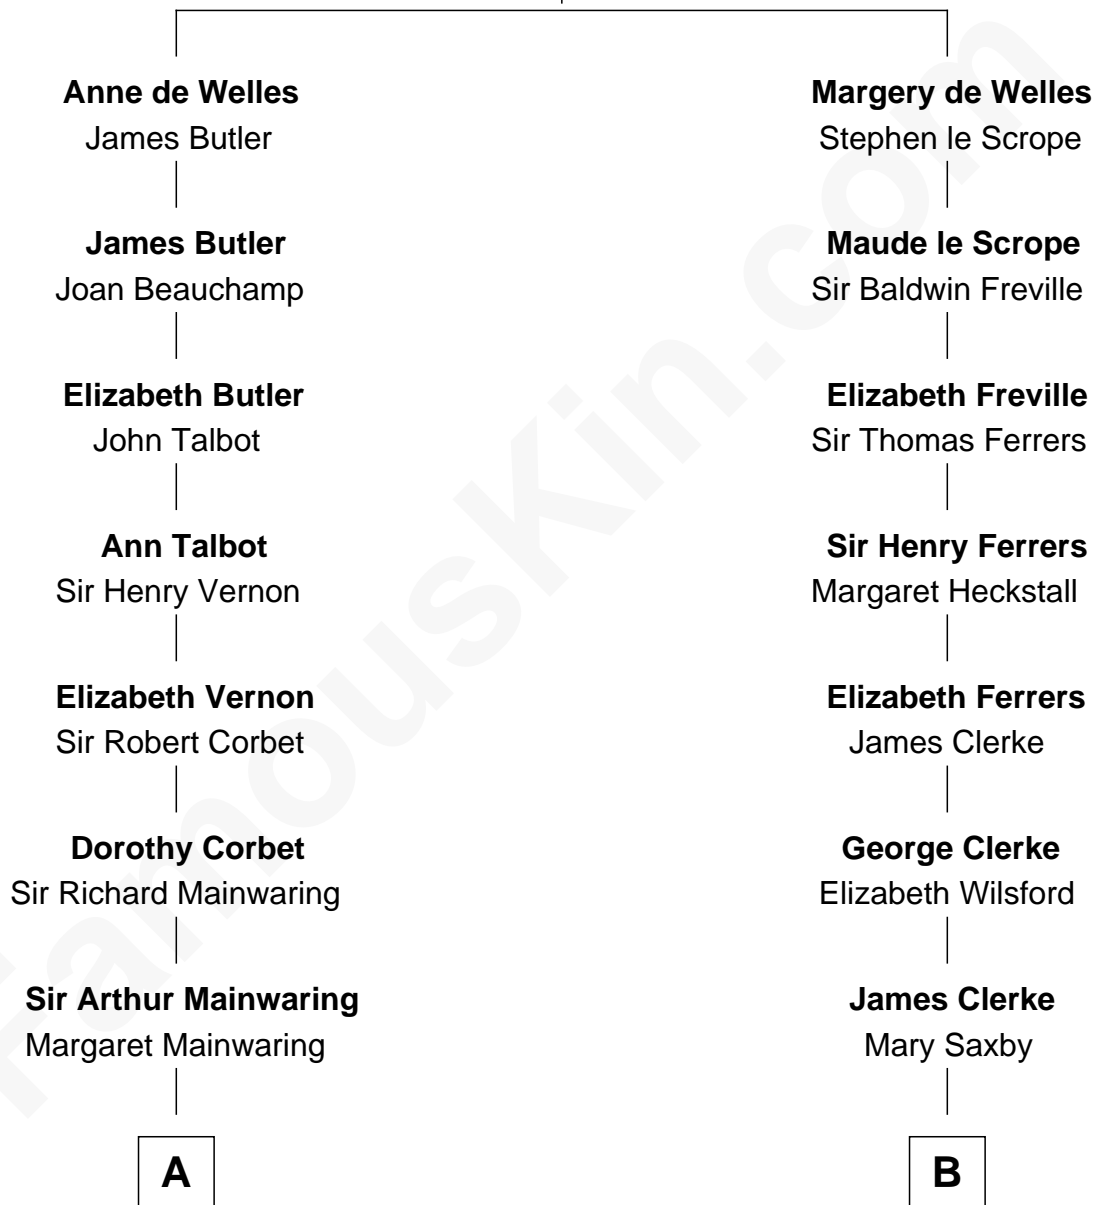 Anne de Welles
James Butler
James Butler
Joan Beauchamp
Elizabeth Butler
John Talbot
Ann Talbot
Sir Henry Vernon
Elizabeth Vernon
Sir Robert Corbet
Dorothy Corbet
Sir Richard Mainwaring
Sir Arthur Mainwaring
Margaret Mainwaring
A
Margery de Welles
Stephen le Scrope
Maude le Scrope
Sir Baldwin Freville
Elizabeth Freville
Sir Thomas Ferrers
Sir Henry Ferrers
Margaret Heckstall
Elizabeth Ferrers
James Clerke
George Clerke
Elizabeth Wilsford
James Clerke
Mary Saxby
B
FamousKin.com